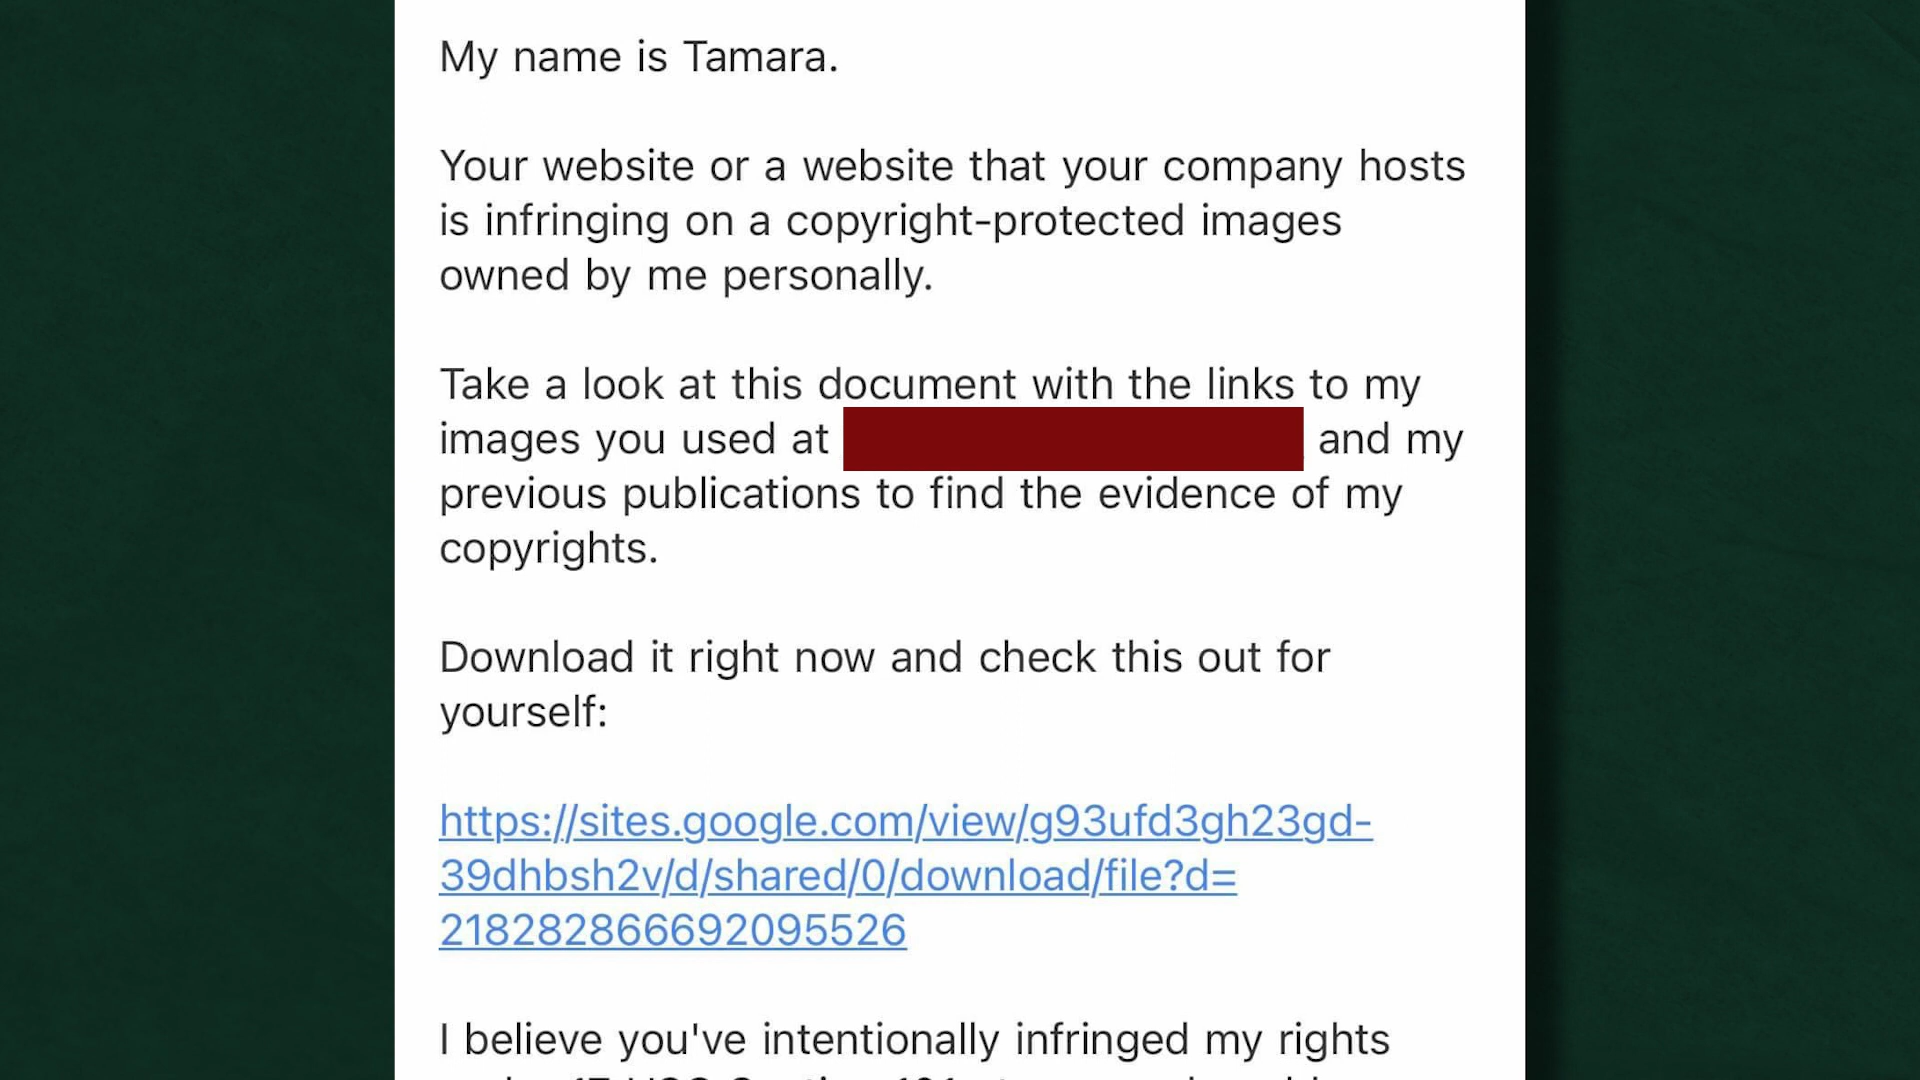 My name is Tamara.
Your website or a website that your company hosts
is infringing on a copyright-protected images
owned by me personally.
Take a look at this document with the links to my
images you used at and my
previous publications to find the evidence of my
copyrights.
Download it right now and check this out for
yourself:
https://sites.google.com/view/g93ufd3gh23gd-
39dhbsh2v/d/shared/0/download/file?d=
218282866692095526
I believe you've intentionally infringed my rights